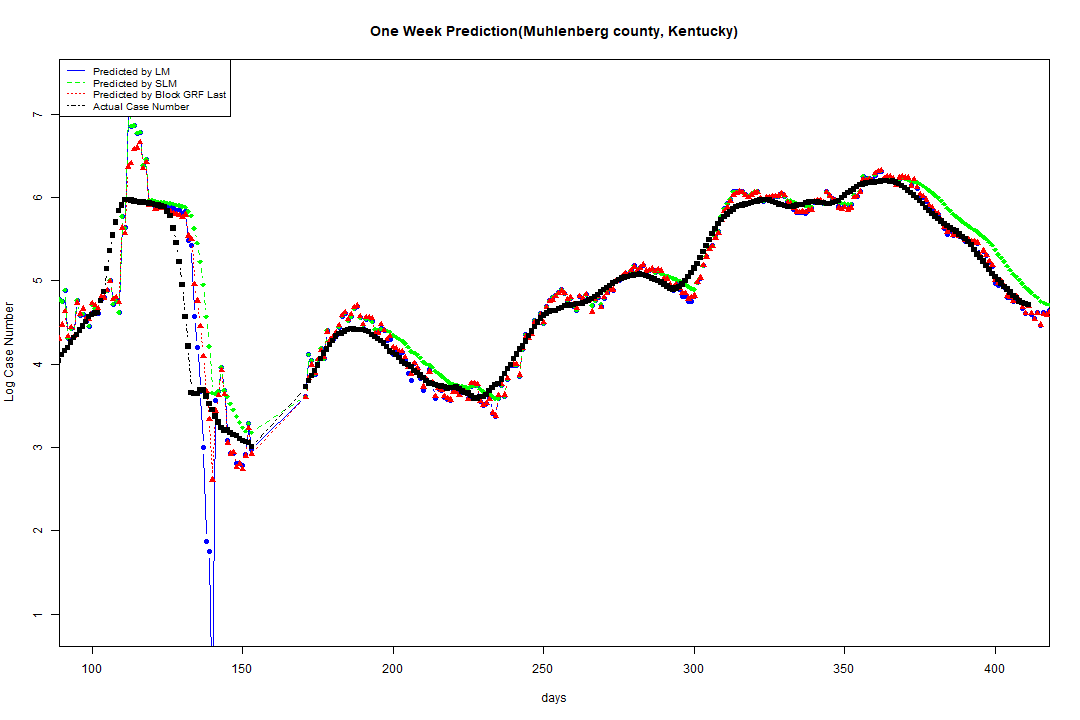 One Week Prediction(Muhlenberg county, Kentucky)
Predicted by LM
Predicted by SLM
Predicted by Block GRF Last
Actual Case Number
Log Case Number
7
6
5
4
3
2
1
100 150 200 250 300 350 400
days